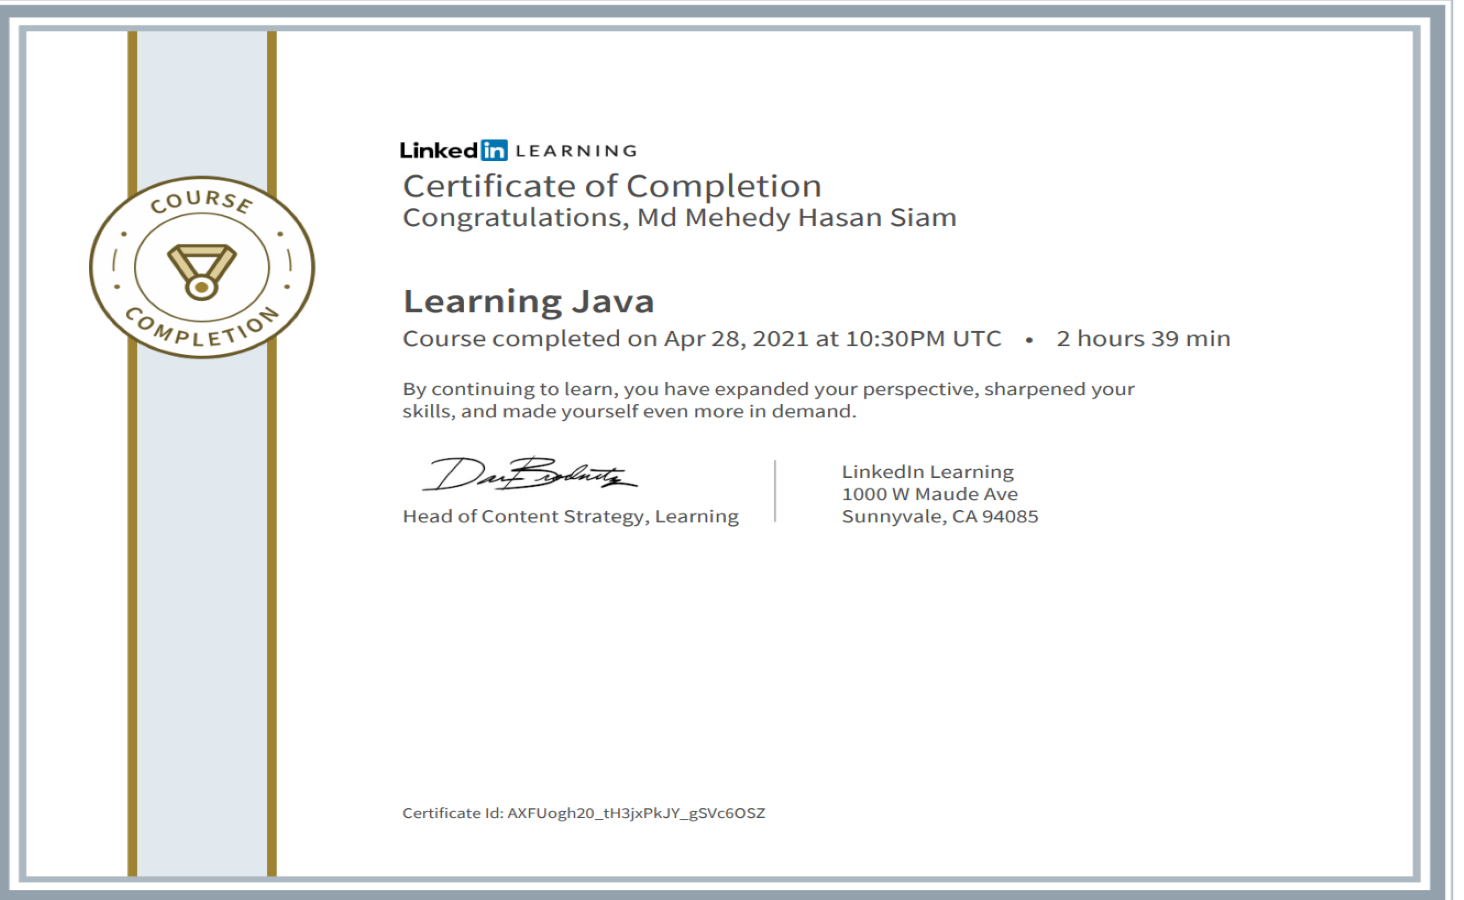 COURSE
COMPLETION
Linked in LEARNING
Certificate of Completion
Congratulations, Md Mehedy Hasan Siam
Learning Java
Course completed on Apr 28, 2021 at 10:30PM UTC • 2 hours 39 min
By continuing to learn, you have expanded your perspective, sharpened your
skills, and made yourself even more in demand.
Head of Content Strategy, Learning
LinkedIn Learning
1000 W Maude Ave
Sunnyvale, CA 94085
Certificate Id: AXFUogh20_tH3jxPkJY_gSVc6OSZ